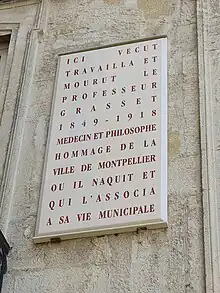 ICI VECUT
TRAVAILLA ET
MOURUT LE
PROFESSEUR
GRASSET
1849-1918
MEDECIN ET PHILOSOPHE
HOMMAGE DE LA
VILLE DE MONTPELLIER
OU IL NAQUIT ET
QUI L'ASSOCIA
A SA VIE MUNICIPALE